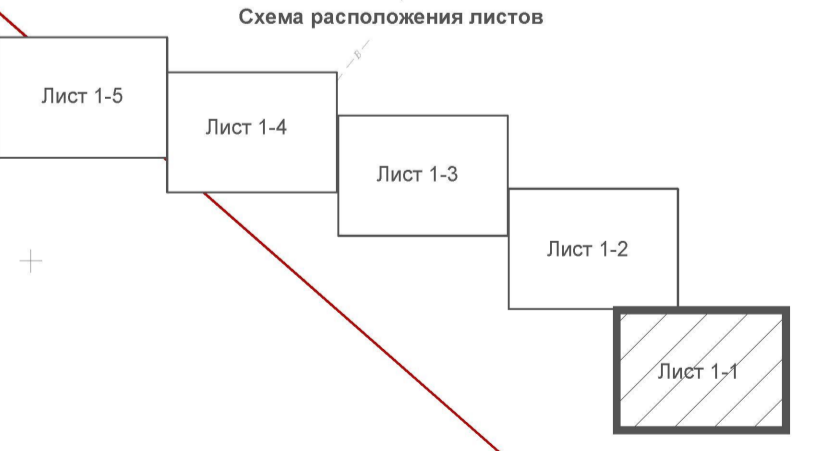 Схема расположения листов
Лист 1-5
Лист 1-4
Лист 1-3
Лист 1-2
Лист 1-1